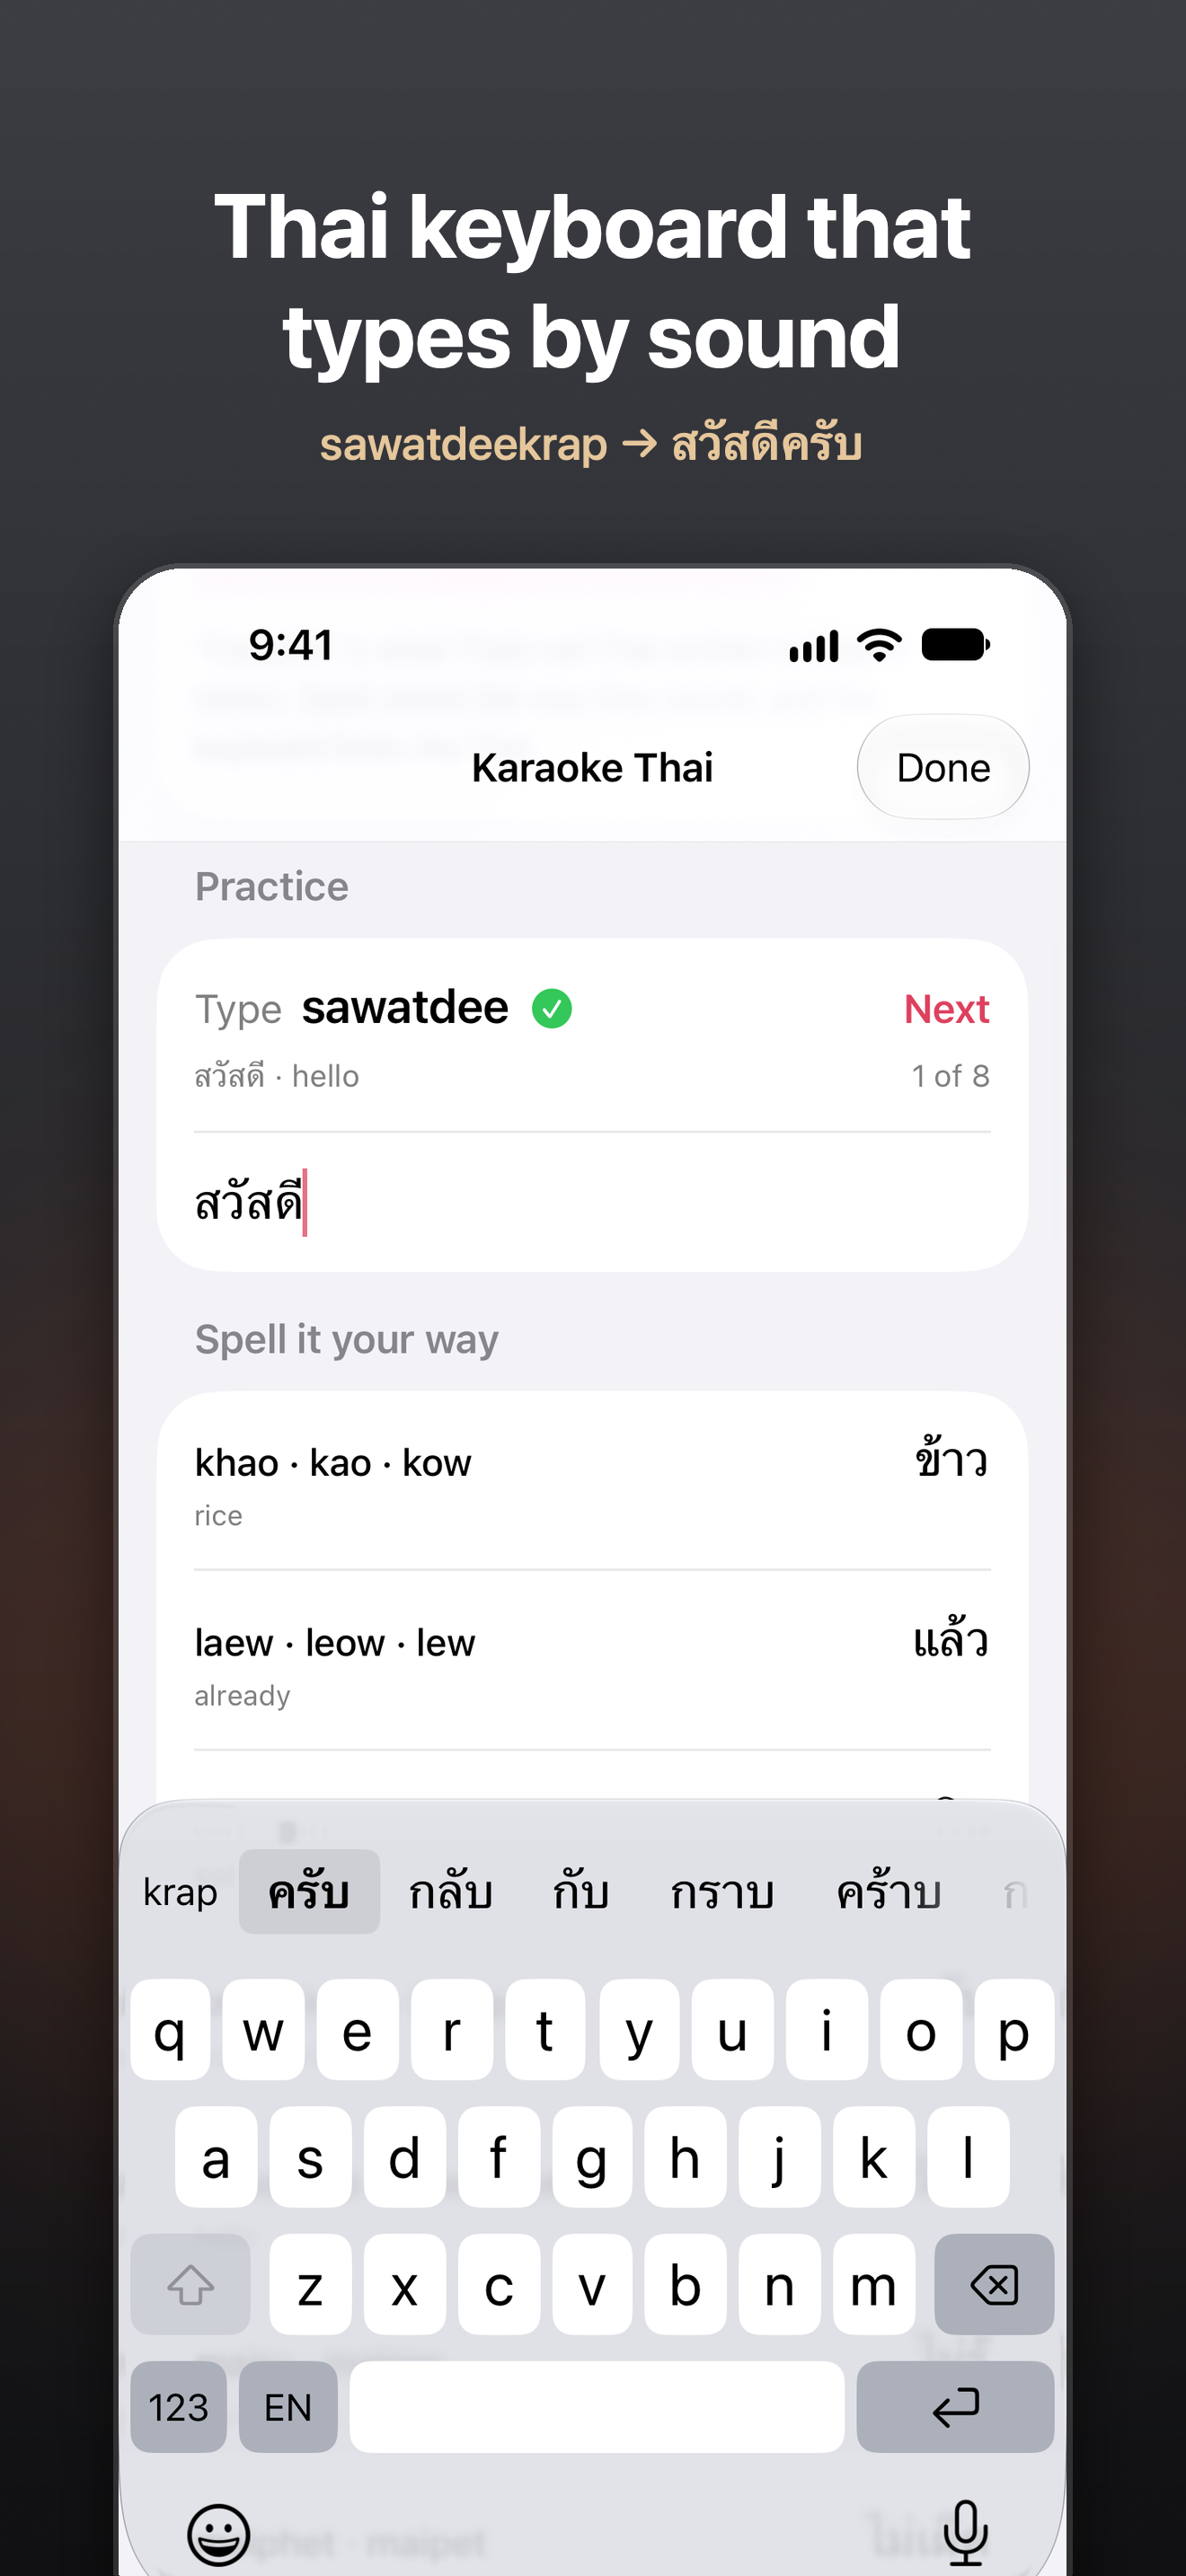 Thai keyboard that
types by sound
sawatdeekrap → สวัสดีครับ
9:41
Karaoke Thai
Done
Practice
Type sawatdee
Next
สวัสดี · hello
1 of 8
สวัสดี
Spell it your way
khao · kao · kow
ข้าว
rice
laew · leow · lew
แล้ว
already
krap ครับ กลับ กับ กราบ คร้าบ ก
q w e r t y u i o p
a s d f g h j k l
z x c v b n m
123 EN